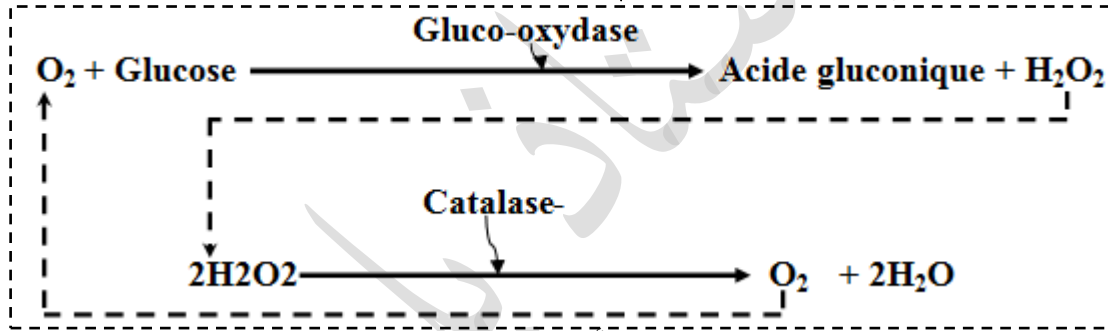 Gluco-oxydase
O₂ + Glucose Acide gluconique + H₂O₂
Catalase-
2H2O2 O₂ + 2H₂O